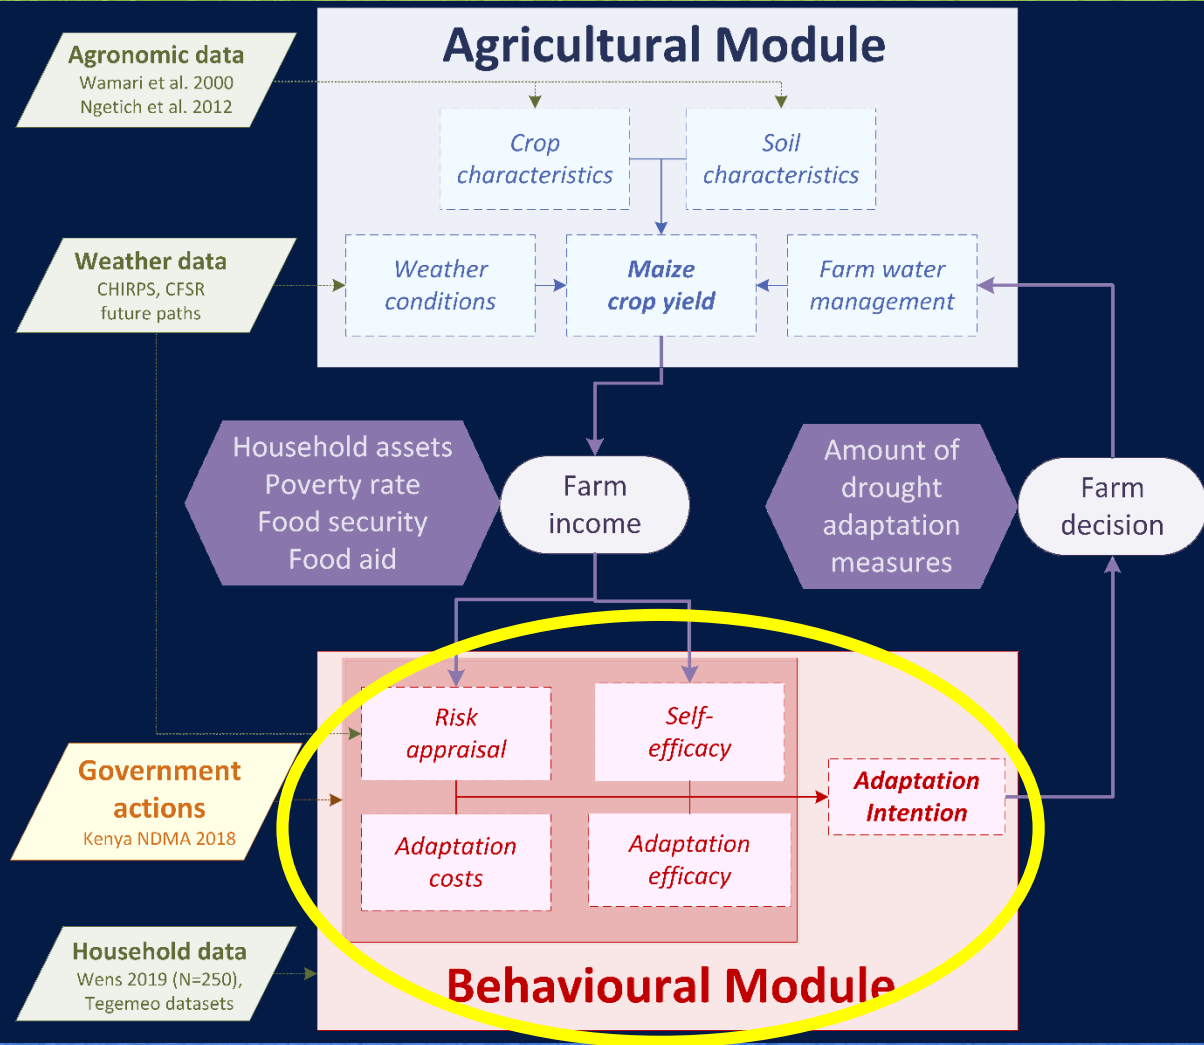 Agricultural Module
Agronomic data
Wamari et al. 2000
Ngetich et al. 2012
Crop
characteristics
Soil
characteristics
Weather data
CHIRPS, CFSR
future paths
Weather
conditions
Maize
crop yield
Farm water
management
Household assets
Poverty rate
Food security
Food aid
Farm
income
Amount of
drought
adaptation
measures
Farm
decision
Risk
appraisal
Self-
efficacy
Government
actions
Kenya NDMA 2018
Adaptation
Intention
Adaptation
costs
Adaptation
efficacy
Household data
Wens 2019 (N=250),
Tegemeo datasets
Behavioural Module